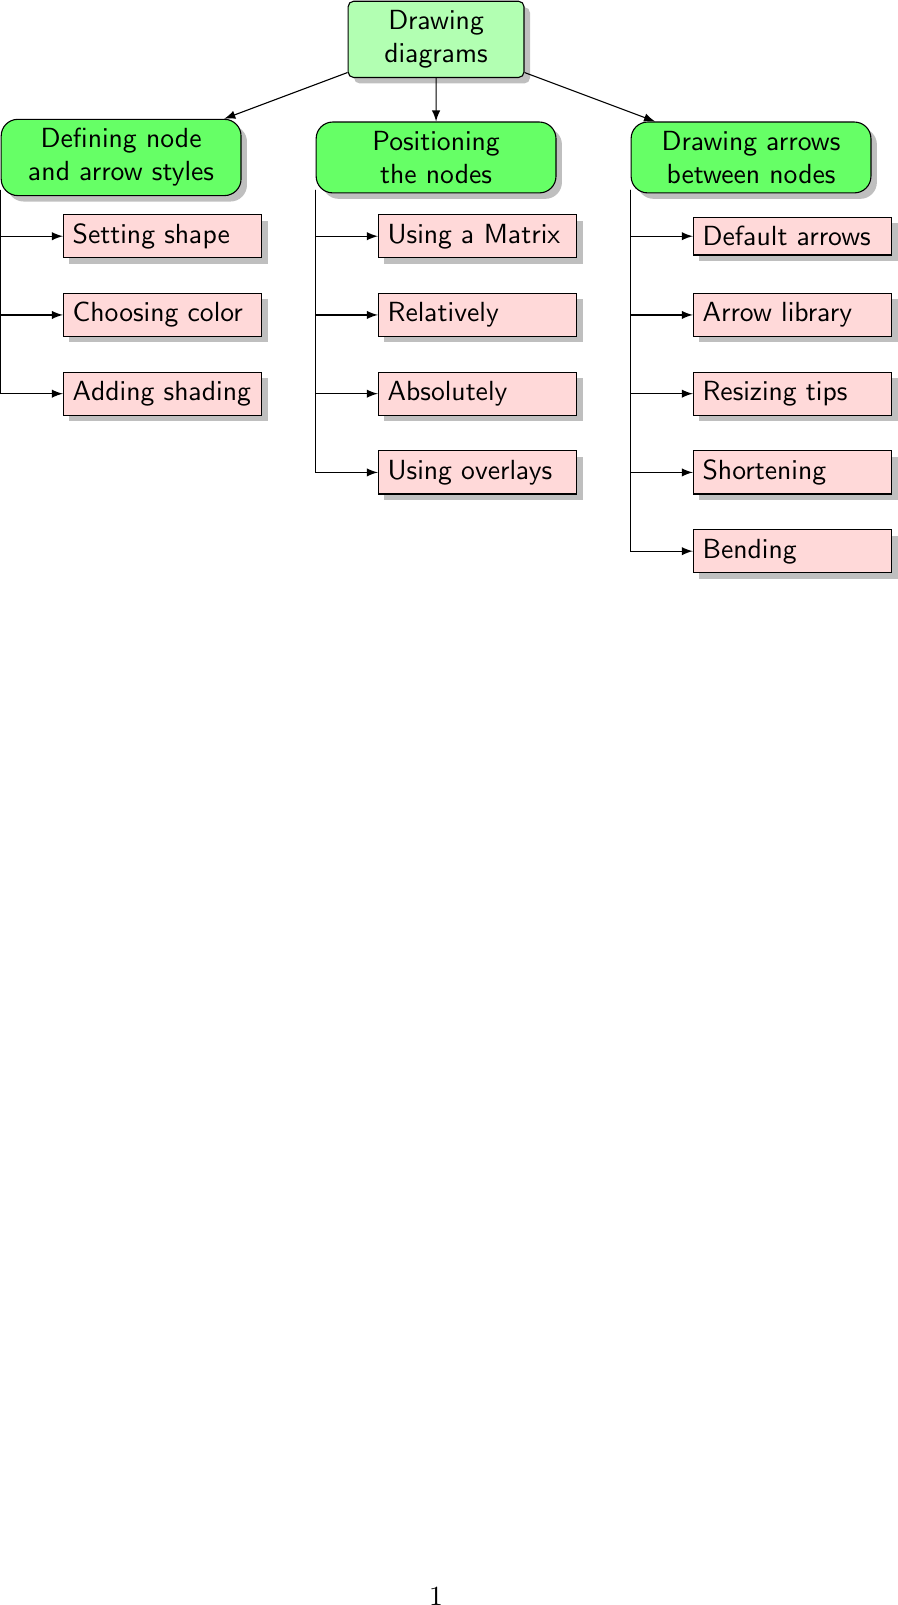 Drawing
diagrams
Defining node
and arrow styles
Setting shape
Choosing color
Adding shading
Positioning
the nodes
Using a Matrix
Relatively
Absolutely
Using overlays
Drawing arrows
between nodes
Default arrows
Arrow library
Resizing tips
Shortening
Bending
1